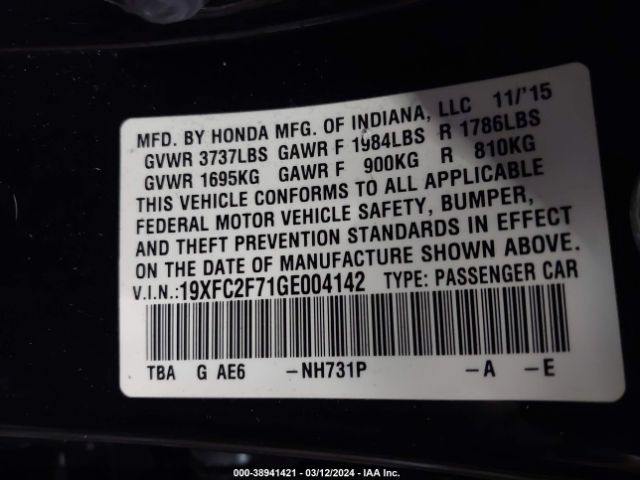 MFD. BY HONDA MFG. OF INDIANA, LLC 11/'15
GVWR 3737LBS GAWR F 1984LBS R 1786LBS
GVWR 1695KG GAWR F 900KG R 810KG
THIS VEHICLE CONFORMS TO ALL APPLICABLE
FEDERAL MOTOR VEHICLE SAFETY, BUMPER,
AND THEFT PREVENTION STANDARDS IN EFFECT
ON THE DATE OF MANUFACTURE SHOWN ABOVE.
V.I.N.:19XFC2F71GE004142 TYPE: PASSENGER CAR
TBA G AE6 -NH731P -A -E
000-38941421 - 03/12/2024 - IAA Inc.